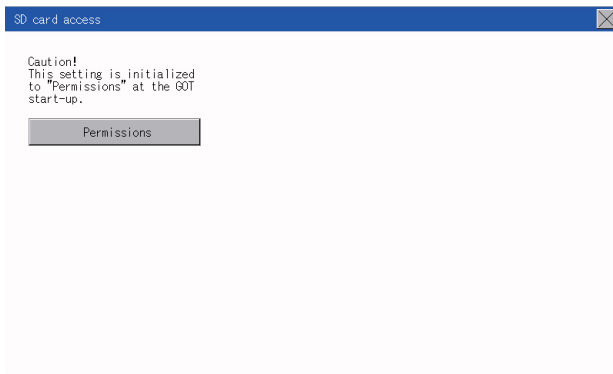 SD card access
Caution!
This setting is initialized
to "Permissions" at the GOT
start-up.
Permissions